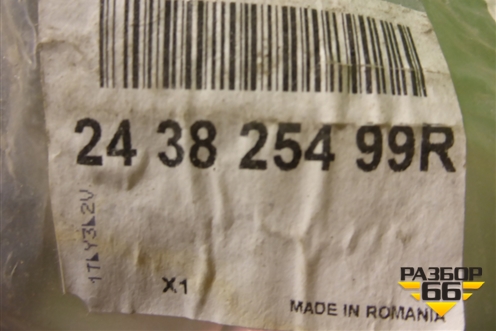 24 38 254 99R
1T▲Y3▲2V
X1
MADE IN ROMANIA
РАЗБОР
66